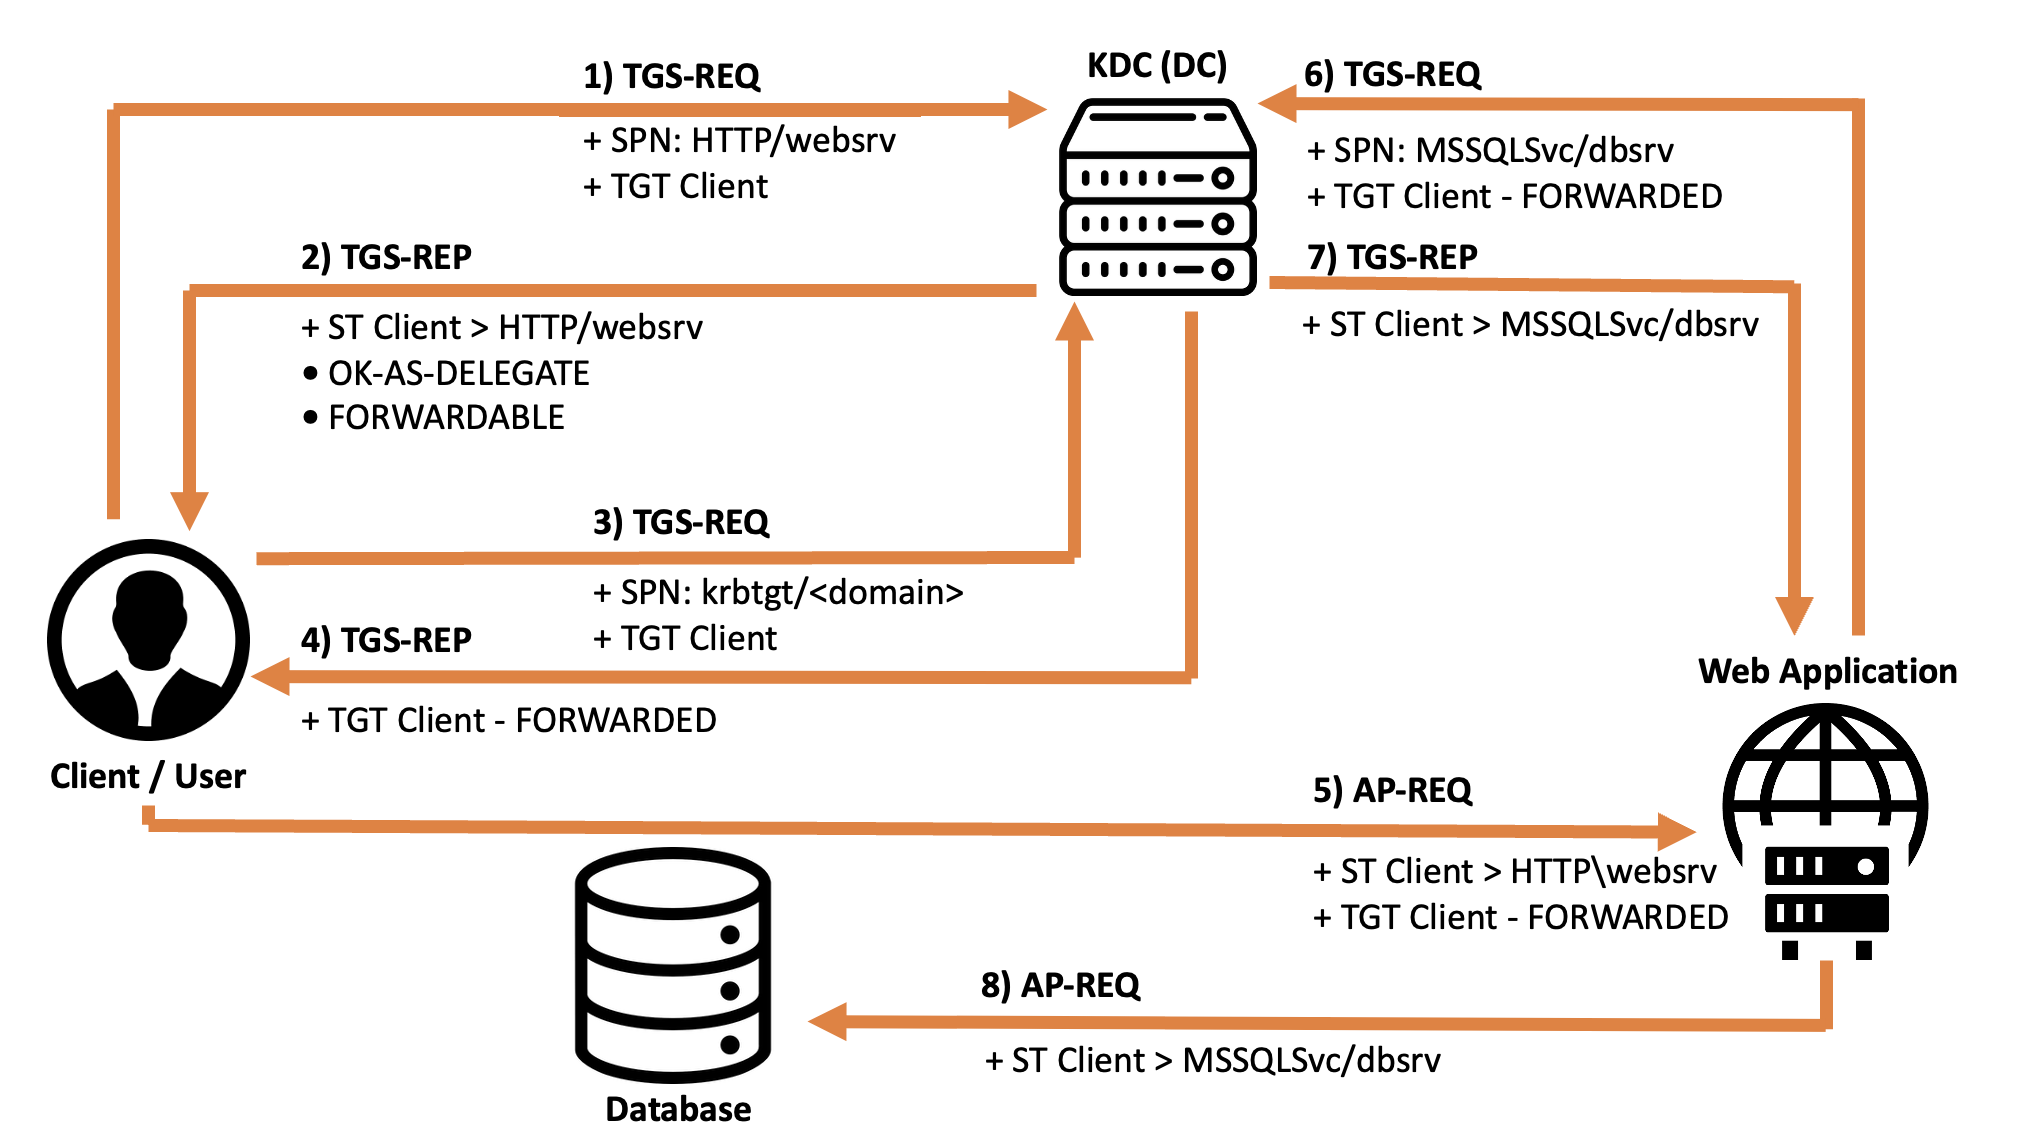 KDC (DC)
1) TGS-REQ
+ SPN: HTTP/websrv
+ TGT Client
2) TGS-REP
+ ST Client > HTTP/websrv
• OK-AS-DELEGATE
• FORWARDABLE
3) TGS-REQ
+ SPN: krbtgt/<domain>
+ TGT Client
4) TGS-REP
+ TGT Client - FORWARDED
Client / User
5) AP-REQ
+ ST Client > HTTP\websrv
+ TGT Client - FORWARDED
6) TGS-REQ
+ SPN: MSSQLSvc/dbsrv
+ TGT Client - FORWARDED
7) TGS-REP
+ ST Client > MSSQLSvc/dbsrv
Web Application
8) AP-REQ
+ ST Client > MSSQLSvc/dbsrv
Database